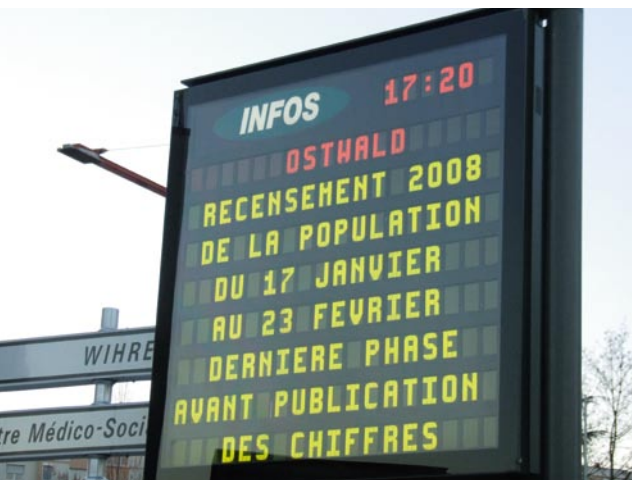 INFOS 17:20
OSTWALD
RECENSEMENT 2008
DE LA POPULATION
DU 17 JANVIER
AU 23 FEVRIER
DERNIERE PHASE
AVANT PUBLICATION
DES CHIFFRES
WIHRE
tre Médico-Soci